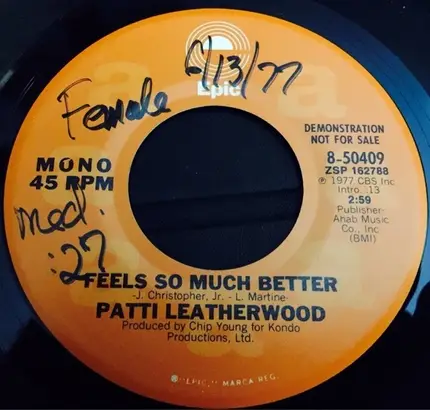 Female 6/13/77
Epic
DEMONSTRATION
NOT FOR SALE
MONO
45 RPM
8-50409
ZSP 162788
℗ 1977 CBS Inc
Intro. :13
2:59
Publisher:
Ahab Music
Co., Inc
(BMI)
med.
:27
FEELS SO MUCH BETTER
-J. Christopher, Jr. - L. Martine-
PATTI LEATHERWOOD
Produced by Chip Young for Kondo
Productions, Ltd.
"EPIC," MARCA REG.